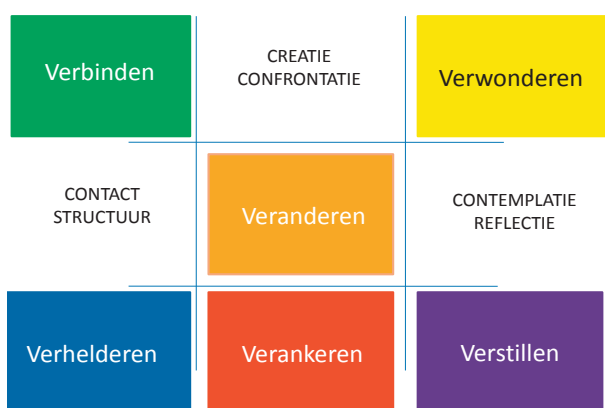 Verbinden
CREATIE
CONFRONTATIE
Verwonderen
CONTACT
STRUCTUUR
Veranderen
CONTEMPLATIE
REFLECTIE
Verhelderen
Verankeren
Verstillen